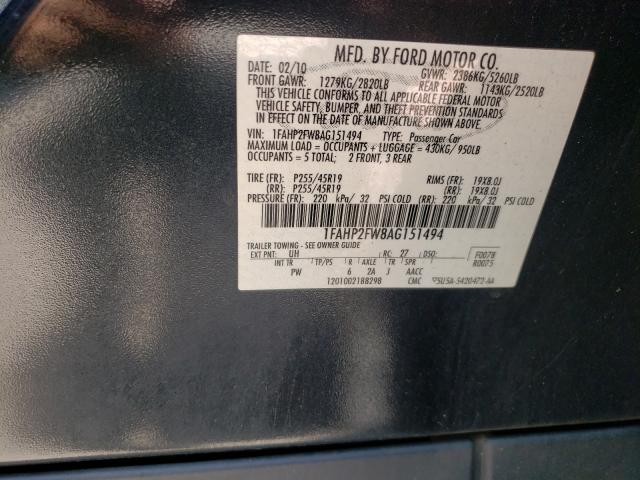 MFD. BY FORD MOTOR CO.
DATE: 02/10 GVWR: 2386KG/5260LB
FRONT GAWR: 1279KG/2820LB REAR GAWR: 1143KG/2520LB
THIS VEHICLE CONFORMS TO ALL APPLICABLE FEDERAL MOTOR
VEHICLE SAFETY, BUMPER, AND THEFT PREVENTION STANDARDS
IN EFFECT ON THE DATE OF MANUFACTURE SHOWN ABOVE.
VIN: 1FAHP2FW8AG151494 TYPE: Passenger Car
MAXIMUM LOAD = OCCUPANTS + LUGGAGE = 430KG/950LB
OCCUPANTS = 5 TOTAL; 2 FRONT, 3 REAR
TIRE (FR): P255/45R19 RIMS (FR): 19X8.0J
(RR): P255/45R19 (RR): 19X8.0J
PRESSURE (FR): 220 kPa/ 32 PSI COLD (RR): 220 kPa/ 32 PSI COLD
1FAHP2FW8AG151494
TRAILER TOWING - SEE OWNER GUIDE
EXT PNT: UH RC: 27 DSO: F0078
INT TR TP/PS R AXLE TR SPR R0075
PW 6 2A J AACC
1201002188298 CMC 5U5A-5420472-AA